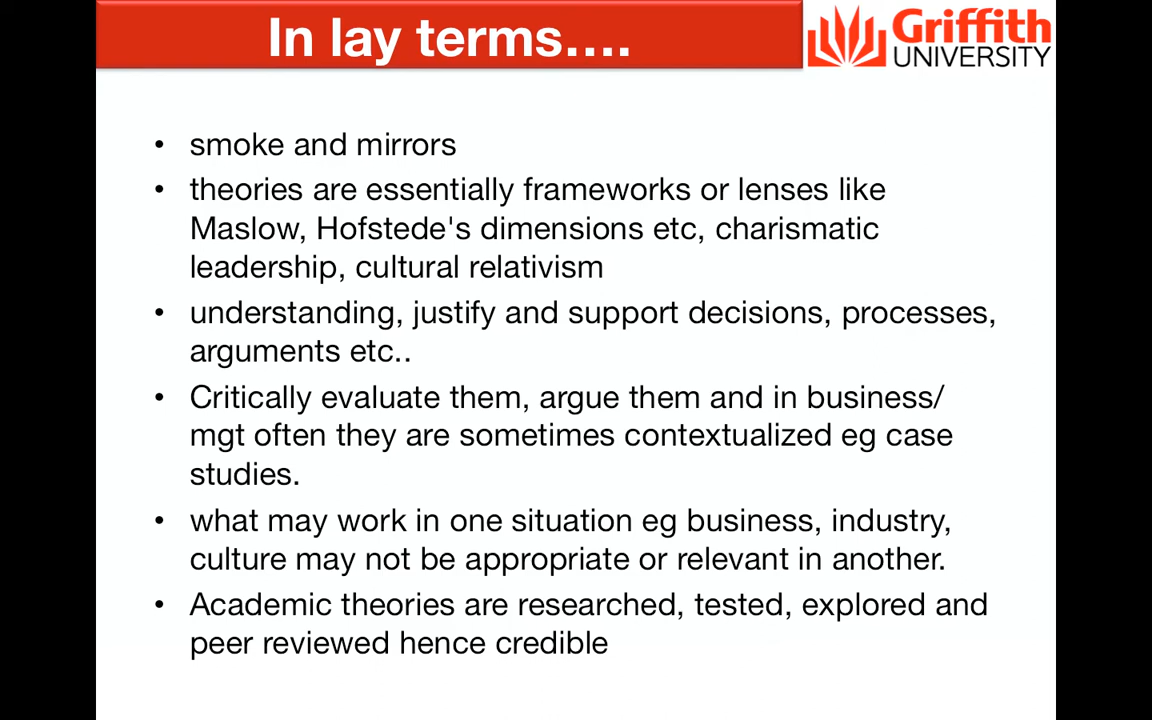 In lay terms....
Griffith
UNIVERSITY
• smoke and mirrors
• theories are essentially frameworks or lenses like
Maslow, Hofstede's dimensions etc, charismatic
leadership, cultural relativism
• understanding, justify and support decisions, processes,
arguments etc..
• Critically evaluate them, argue them and in business/
mgt often they are sometimes contextualized eg case
studies.
• what may work in one situation eg business, industry,
culture may not be appropriate or relevant in another.
• Academic theories are researched, tested, explored and
peer reviewed hence credible